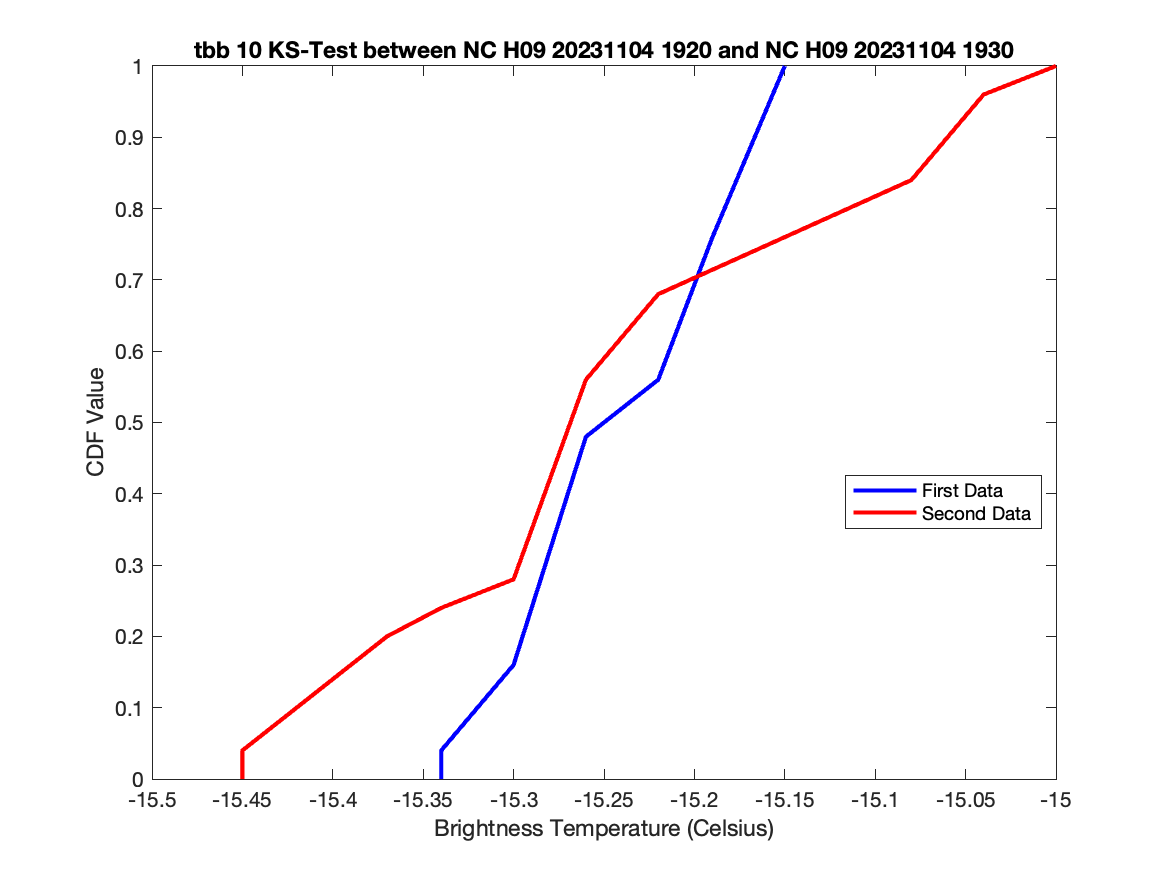 tbb 10 KS-Test between NC H09 20231104 1920 and NC H09 20231104 1930
1
0.9
0.8
0.7
0.6
0.5
0.4
0.3
0.2
0.1
0
CDF Value
First Data
Second Data
-15.5 -15.45 -15.4 -15.35 -15.3 -15.25 -15.2 -15.15 -15.1 -15.05 -15
Brightness Temperature (Celsius)